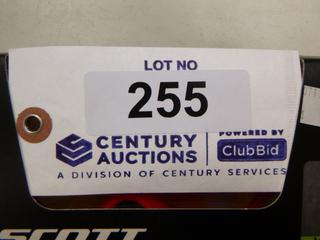 LOT NO
255
CENTURY AUCTIONS
POWERED BY
ClubBid
A DIVISION OF CENTURY SERVICES
SCOTT